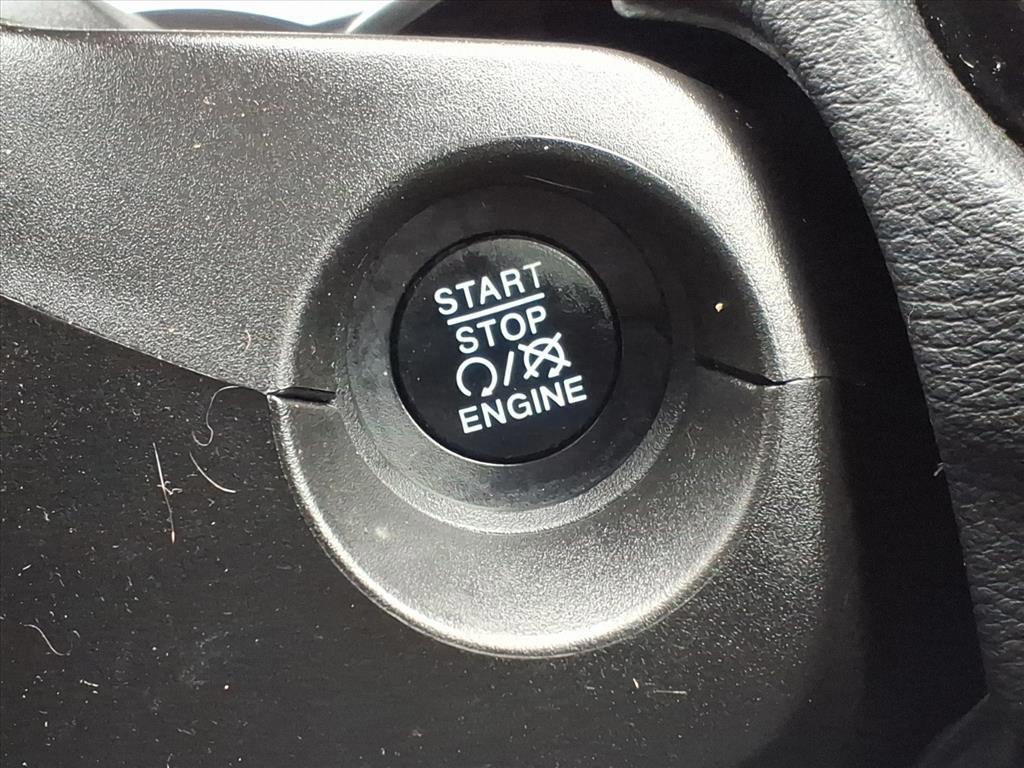 START
STOP
/
ENGINE